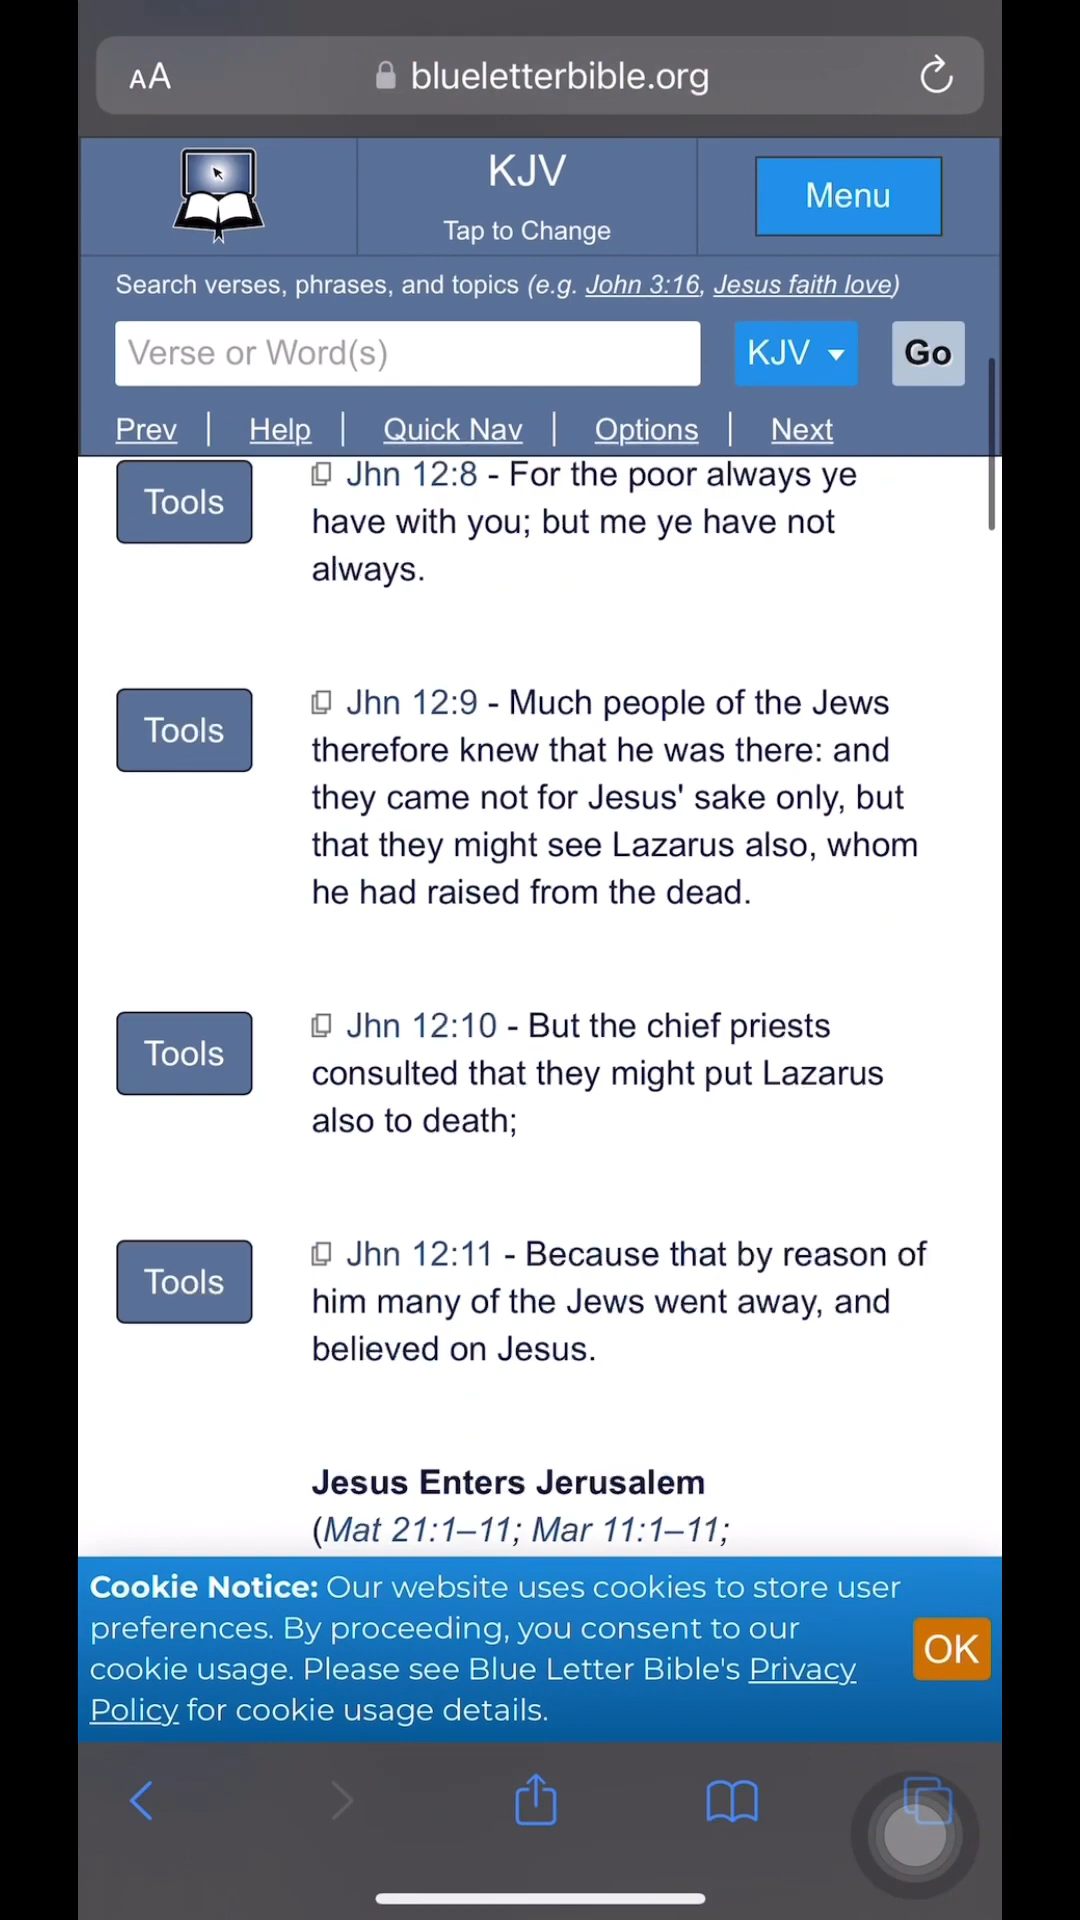 AA blueletterbible.org
KJV
Tap to Change
Menu
Search verses, phrases, and topics (e.g. John 3:16, Jesus faith love)
Verse or Word(s) KJV Go
Prev | Help | Quick Nav | Options | Next
Tools
Jhn 12:8 - For the poor always ye
have with you; but me ye have not
always.
Tools
Jhn 12:9 - Much people of the Jews
therefore knew that he was there: and
they came not for Jesus' sake only, but
that they might see Lazarus also, whom
he had raised from the dead.
Tools
Jhn 12:10 - But the chief priests
consulted that they might put Lazarus
also to death;
Tools
Jhn 12:11 - Because that by reason of
him many of the Jews went away, and
believed on Jesus.
Jesus Enters Jerusalem
(Mat 21:1–11; Mar 11:1–11;
Cookie Notice: Our website uses cookies to store user
preferences. By proceeding, you consent to our
cookie usage. Please see Blue Letter Bible's Privacy
Policy for cookie usage details.
OK